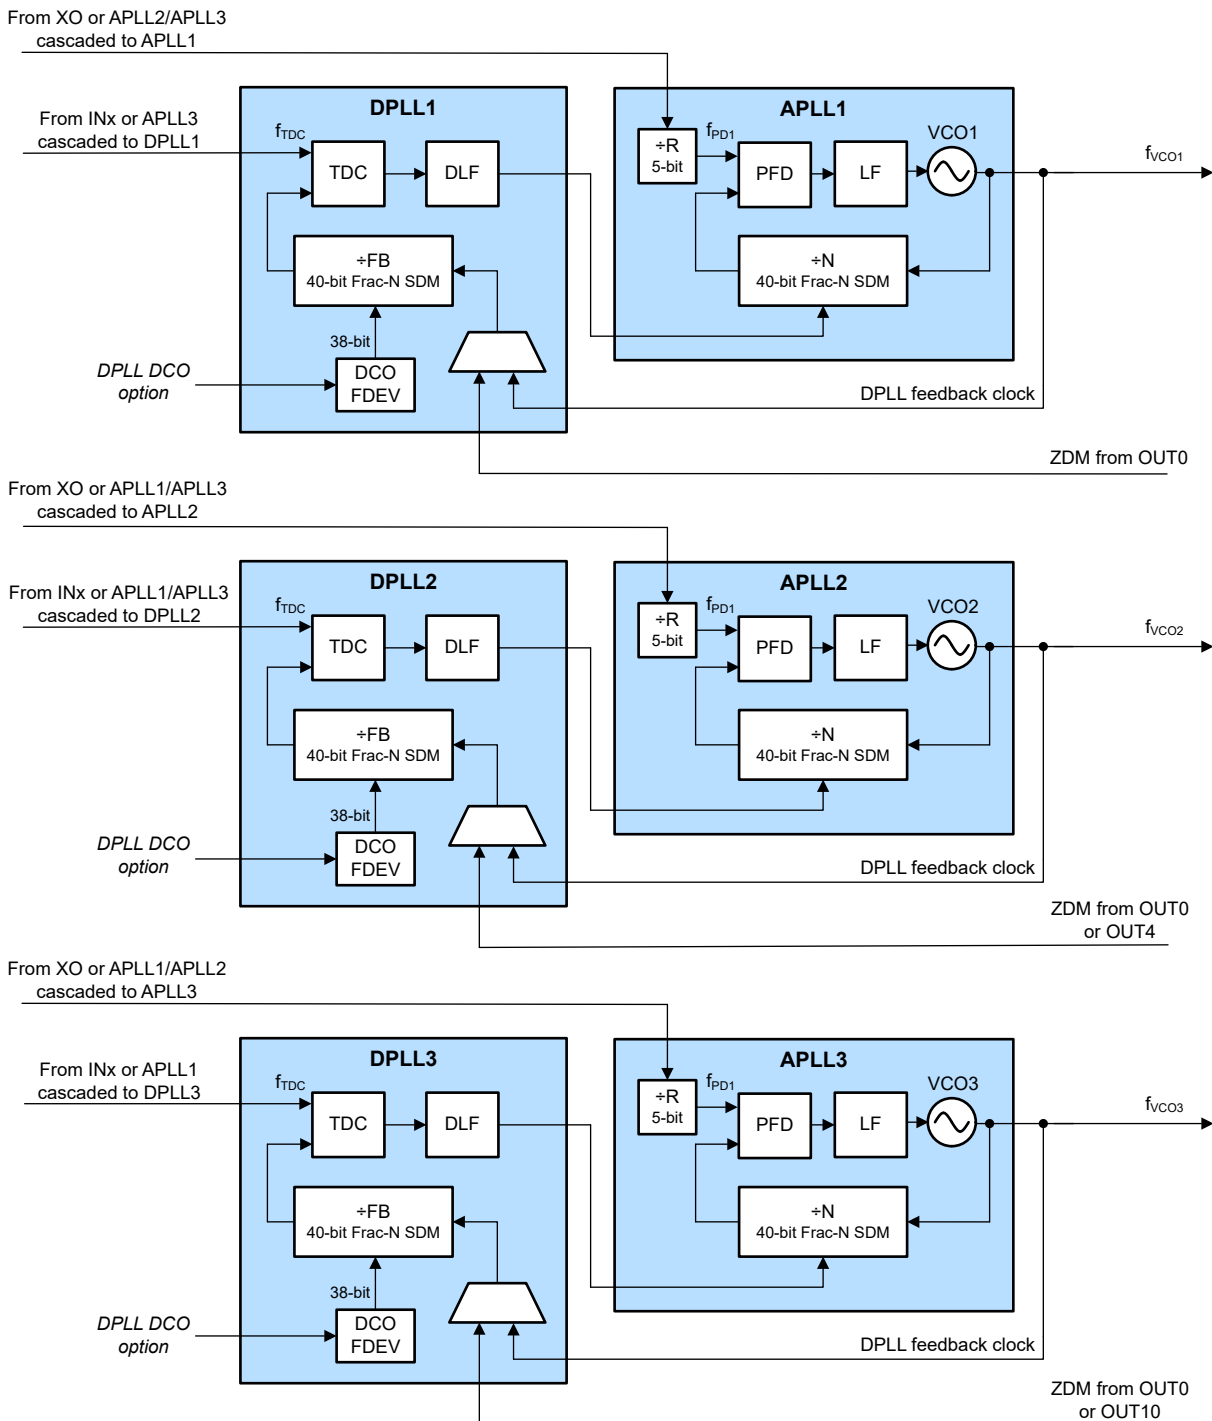 From XO or APLL2/APLL3
cascaded to APLL1
DPLL1
APLL1
From INx or APLL3
cascaded to DPLL1
fTDC
TDC
DLF
÷R
5-bit
fPD1
PFD
LF
VCO1
fVCO1
÷FB
40-bit Frac-N SDM
÷N
40-bit Frac-N SDM
38-bit
DPLL DCO
option
DCO
FDEV
DPLL feedback clock
ZDM from OUT0
From XO or APLL1/APLL3
cascaded to APLL2
DPLL2
APLL2
From INx or APLL1/APLL3
cascaded to DPLL2
fTDC
TDC
DLF
÷R
5-bit
fPD1
PFD
LF
VCO2
fVCO2
÷FB
40-bit Frac-N SDM
÷N
40-bit Frac-N SDM
38-bit
DPLL DCO
option
DCO
FDEV
DPLL feedback clock
ZDM from OUT0
or OUT4
From XO or APLL1/APLL2
cascaded to APLL3
DPLL3
APLL3
From INx or APLL1
cascaded to DPLL3
fTDC
TDC
DLF
÷R
5-bit
fPD1
PFD
LF
VCO3
fVCO3
÷FB
40-bit Frac-N SDM
÷N
40-bit Frac-N SDM
38-bit
DPLL DCO
option
DCO
FDEV
DPLL feedback clock
ZDM from OUT0
or OUT10